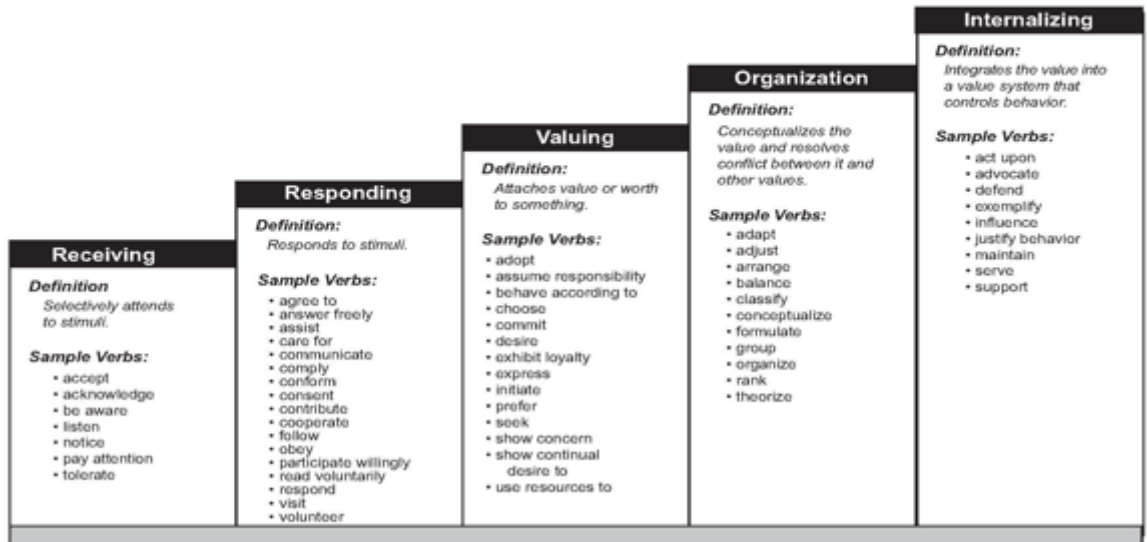 Receiving
Definition
Selectively attends
to stimuli.
Sample Verbs:
• accept
• acknowledge
• be aware
• listen
• notice
• pay attention
• tolerate
Responding
Definition:
Responds to stimuli.
Sample Verbs:
• agree to
• answer freely
• assist
• care for
• communicate
• comply
• conform
• consent
• contribute
• cooperate
• follow
• obey
• participate willingly
• read voluntarily
• respond
• visit
• volunteer
Valuing
Definition:
Attaches value or worth
to something.
Sample Verbs:
• adopt
• assume responsibility
• behave according to
• choose
• commit
• desire
• exhibit loyalty
• express
• initiate
• prefer
• seek
• show concern
• show continual
desire to
• use resources to
Organization
Definition:
Conceptualizes the
value and resolves
conflict between it and
other values.
Sample Verbs:
• adapt
• adjust
• arrange
• balance
• classify
• conceptualize
• formulate
• group
• organize
• rank
• theorize
Internalizing
Definition:
Integrates the value into
a value system that
controls behavior.
Sample Verbs:
• act upon
• advocate
• defend
• exemplify
• influence
• justify behavior
• maintain
• serve
• support